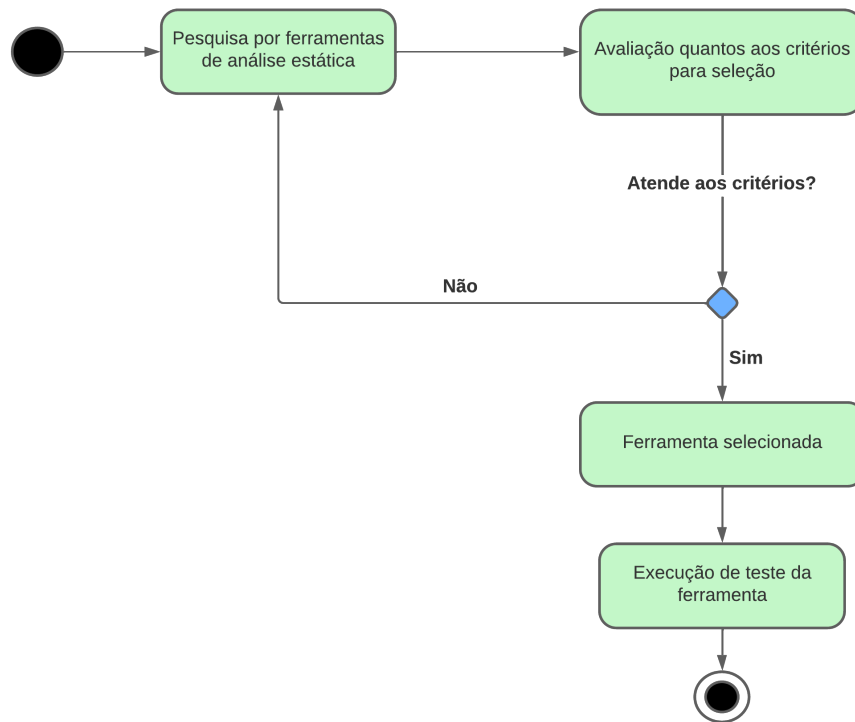 Pesquisa por ferramentas
de análise estática
Avaliação quantos aos critérios
para seleção
Atende aos critérios?
Não
Sim
Ferramenta selecionada
Execução de teste da
ferramenta